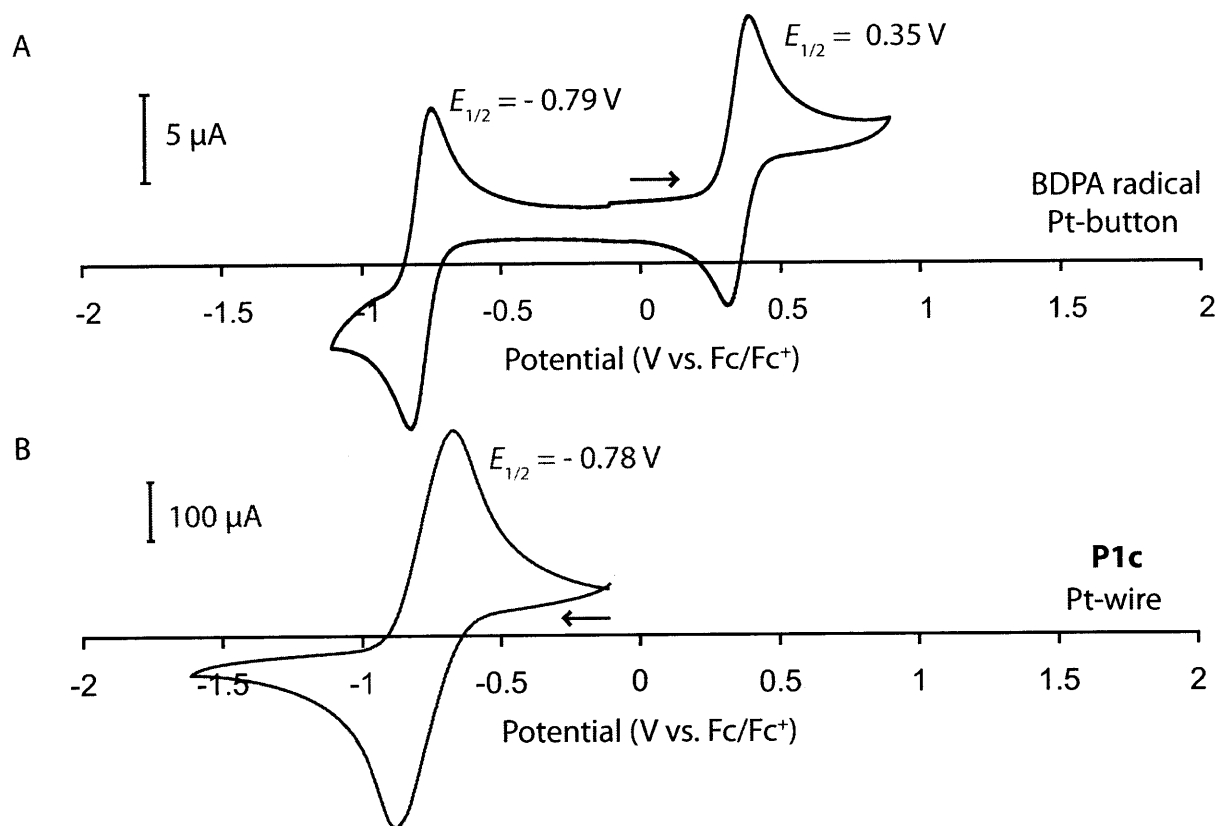 A
E1/2 = 0.35 V
E1/2 = - 0.79 V
5 µA
BDPA radical
Pt-button
-2 -1.5 -1 -0.5 0 0.5 1 1.5 2
Potential (V vs. Fc/Fc⁺)
B
E1/2 = - 0.78 V
100 µA
P1c
Pt-wire
-2 -1.5 -1 -0.5 0 0.5 1 1.5 2
Potential (V vs. Fc/Fc⁺)